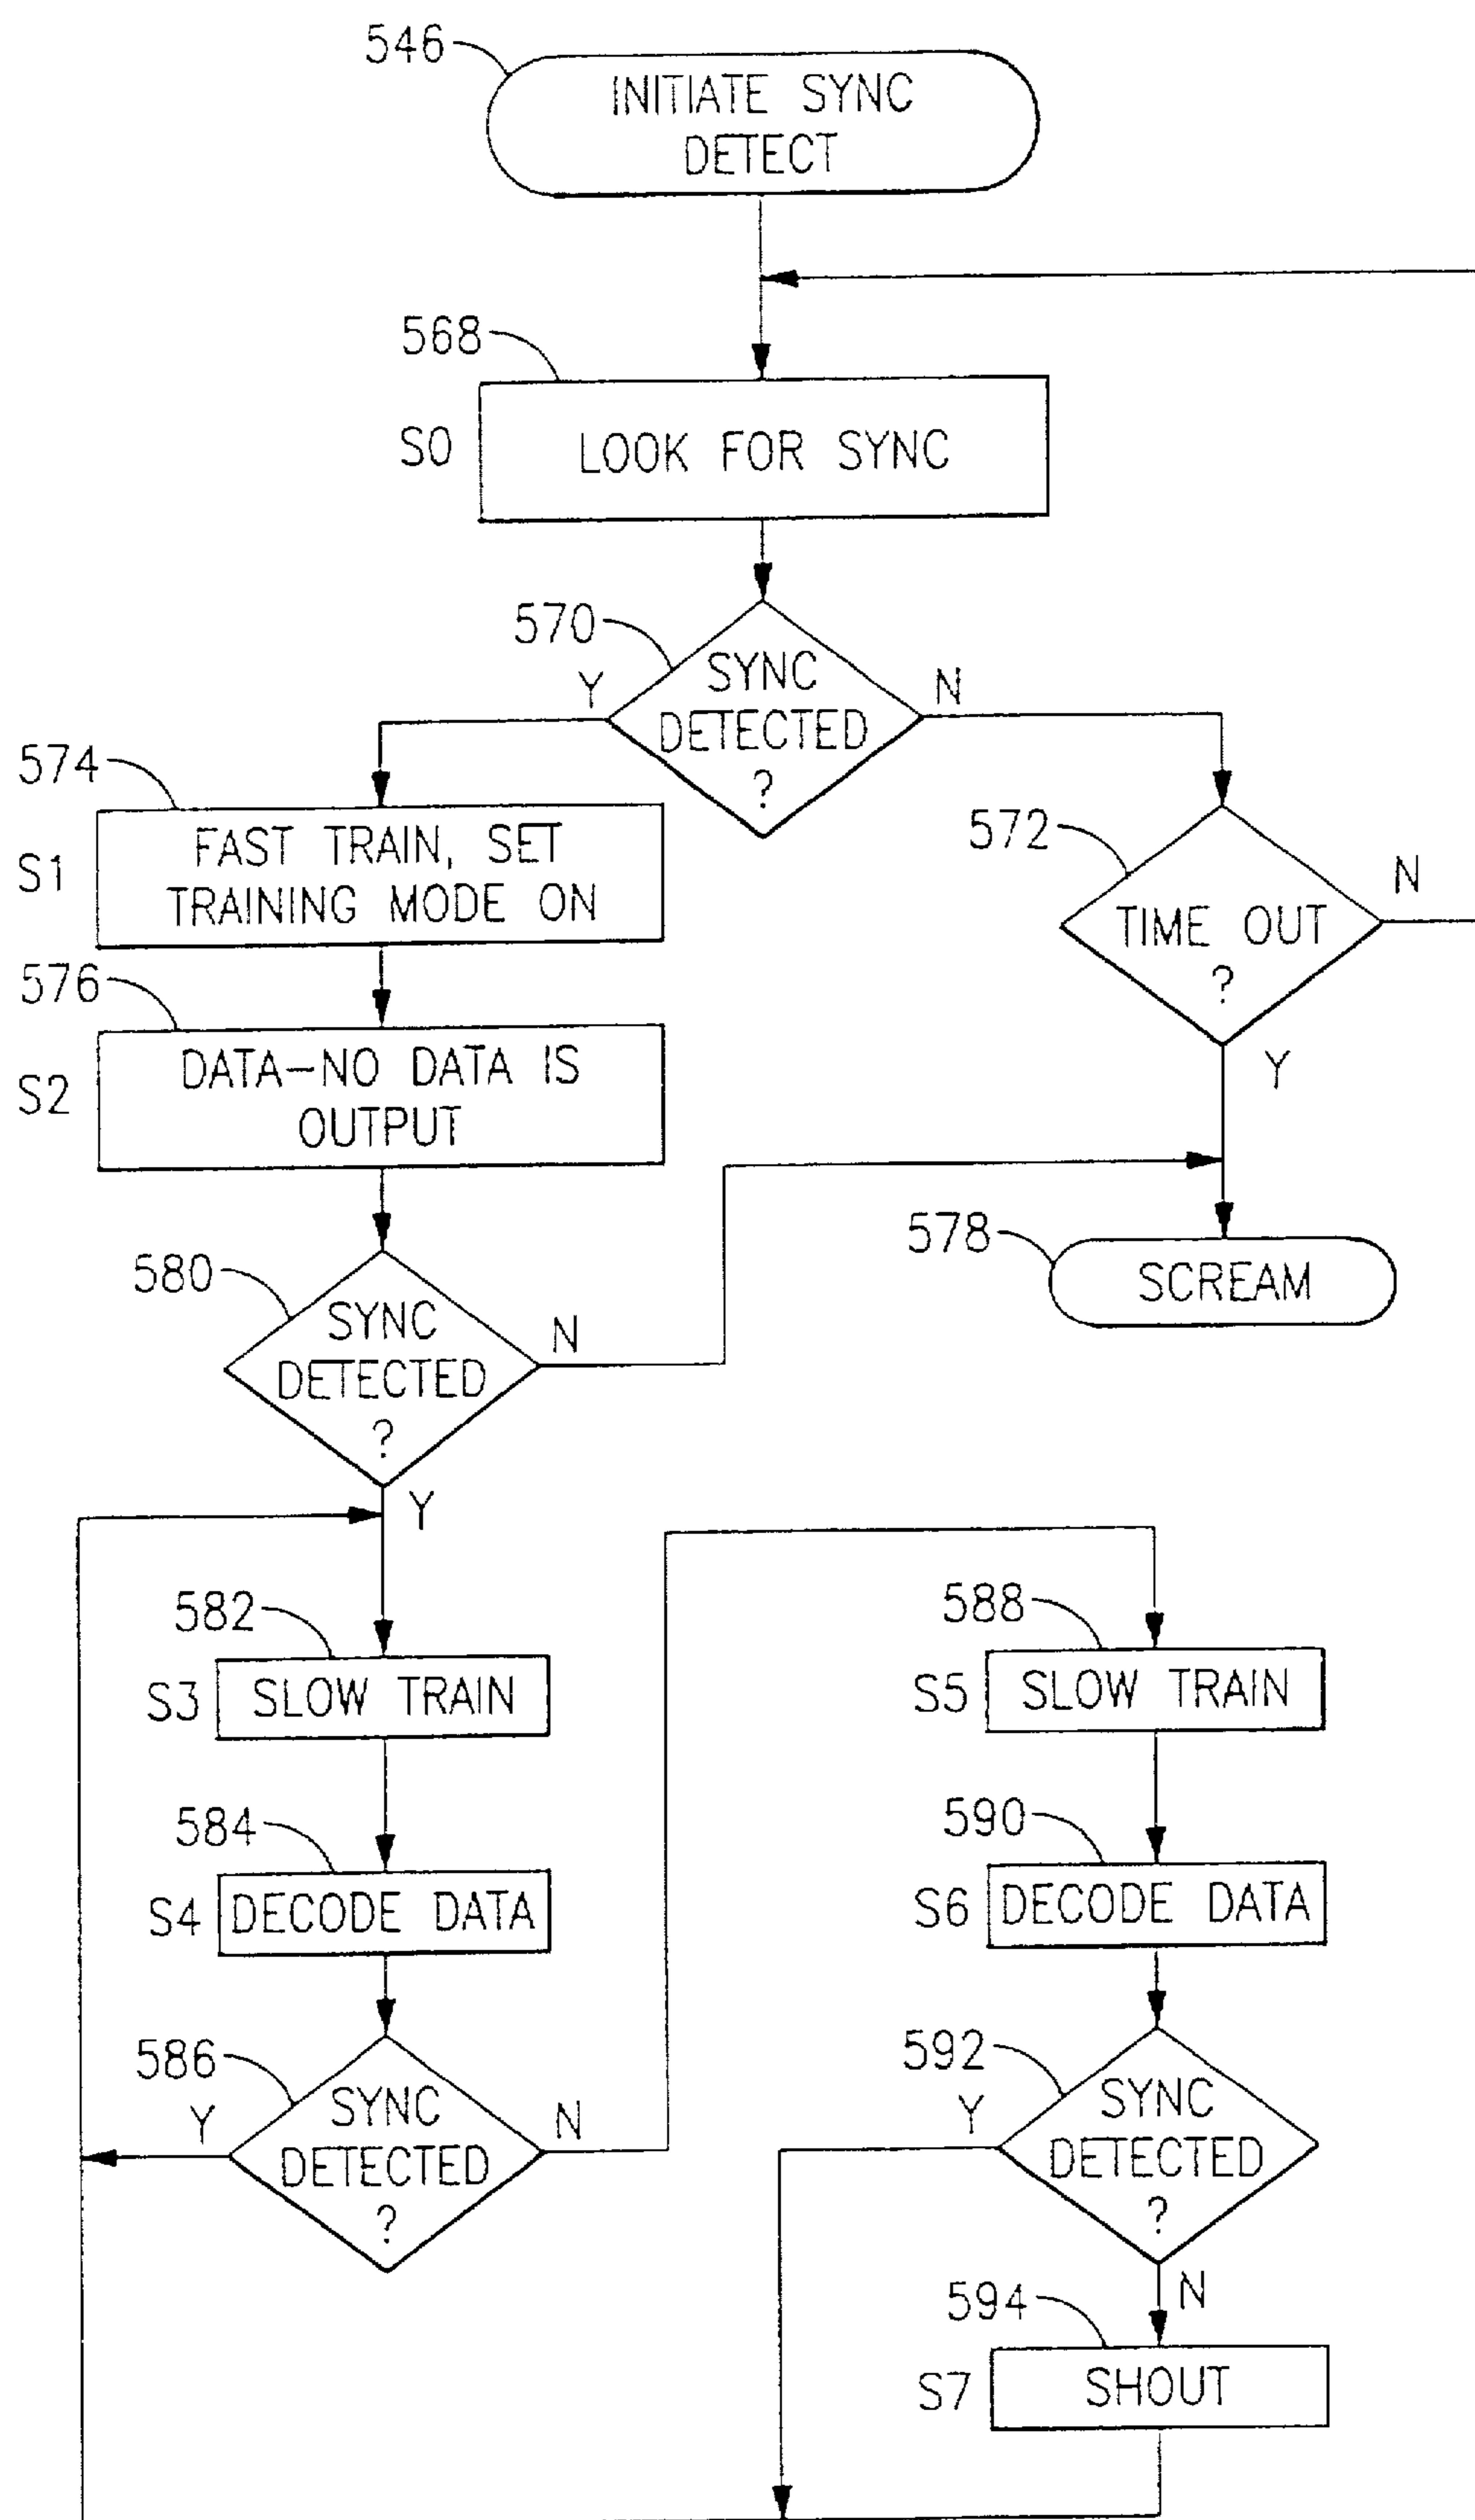 546
INITIATE SYNC
DETECT
568
S0
LOOK FOR SYNC
570
SYNC
DETECTED
?
Y
N
574
S1
FAST TRAIN, SET
TRAINING MODE ON
572
TIME OUT
?
N
Y
576
S2
DATA-NO DATA IS
OUTPUT
578
SCREAM
580
SYNC
DETECTED
?
N
Y
582
S3
SLOW TRAIN
588
S5
SLOW TRAIN
584
S4
DECODE DATA
590
S6
DECODE DATA
586
SYNC
DETECTED
?
Y
N
592
SYNC
DETECTED
?
Y
N
594
S7
SHOUT